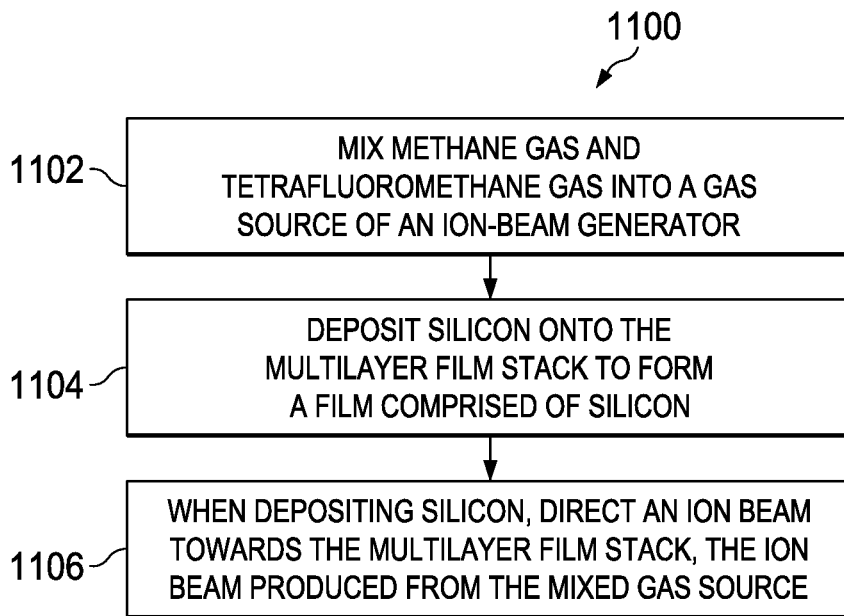 1100
1102
MIX METHANE GAS AND
TETRAFLUOROMETHANE GAS INTO A GAS
SOURCE OF AN ION-BEAM GENERATOR
1104
DEPOSIT SILICON ONTO THE
MULTILAYER FILM STACK TO FORM
A FILM COMPRISED OF SILICON
1106
WHEN DEPOSITING SILICON, DIRECT AN ION BEAM
TOWARDS THE MULTILAYER FILM STACK, THE ION
BEAM PRODUCED FROM THE MIXED GAS SOURCE